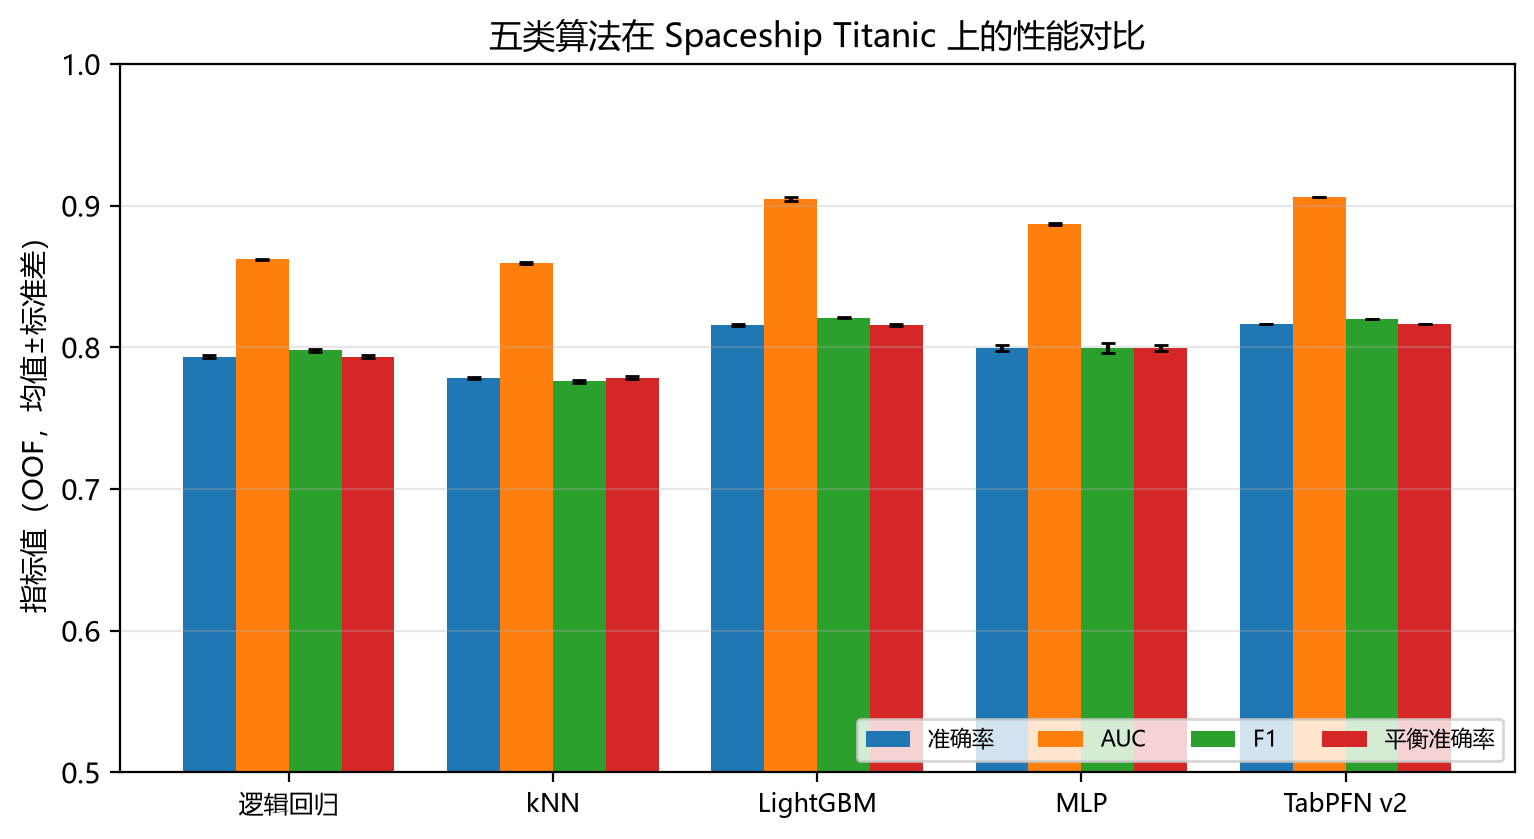 五类算法在 Spaceship Titanic 上的性能对比
指标值（OOF，均值±标准差）
1.0
0.9
0.8
0.7
0.6
0.5
准确率 AUC F1 平衡准确率
逻辑回归 kNN LightGBM MLP TabPFN v2